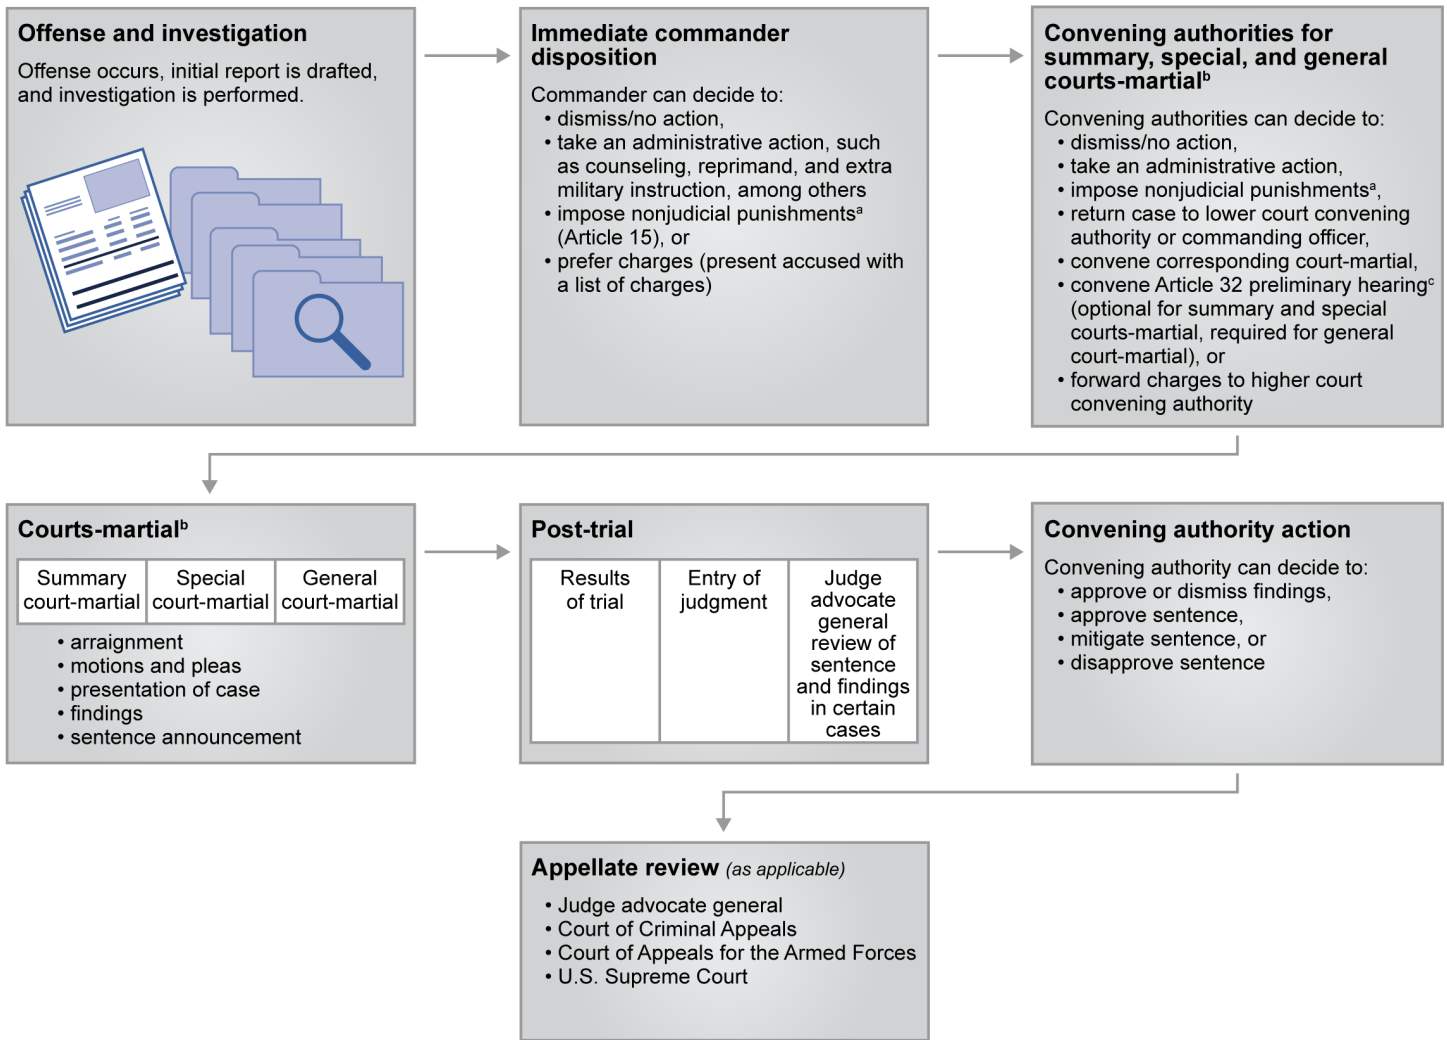 Offense and investigation
Offense occurs, initial report is drafted,
and investigation is performed.
Immediate commander
disposition
Commander can decide to:
• dismiss/no action,
• take an administrative action, such
as counseling, reprimand, and extra
military instruction, among others
• impose nonjudicial punishmentsᵃ
(Article 15), or
• prefer charges (present accused with
a list of charges)
Convening authorities for
summary, special, and general
courts-martialᵇ
Convening authorities can decide to:
• dismiss/no action,
• take an administrative action,
• impose nonjudicial punishmentsᵃ,
• return case to lower court convening
authority or commanding officer,
• convene corresponding court-martial,
• convene Article 32 preliminary hearingᶜ
(optional for summary and special
courts-martial, required for general
court-martial), or
• forward charges to higher court
convening authority
Courts-martialᵇ
Summary
court-martial
Special
court-martial
General
court-martial
• arraignment
• motions and pleas
• presentation of case
• findings
• sentence announcement
Post-trial
Results
of trial
Entry of
judgment
Judge
advocate
general
review of
sentence
and findings
in certain
cases
Convening authority action
Convening authority can decide to:
• approve or dismiss findings,
• approve sentence,
• mitigate sentence, or
• disapprove sentence
Appellate review (as applicable)
• Judge advocate general
• Court of Criminal Appeals
• Court of Appeals for the Armed Forces
• U.S. Supreme Court